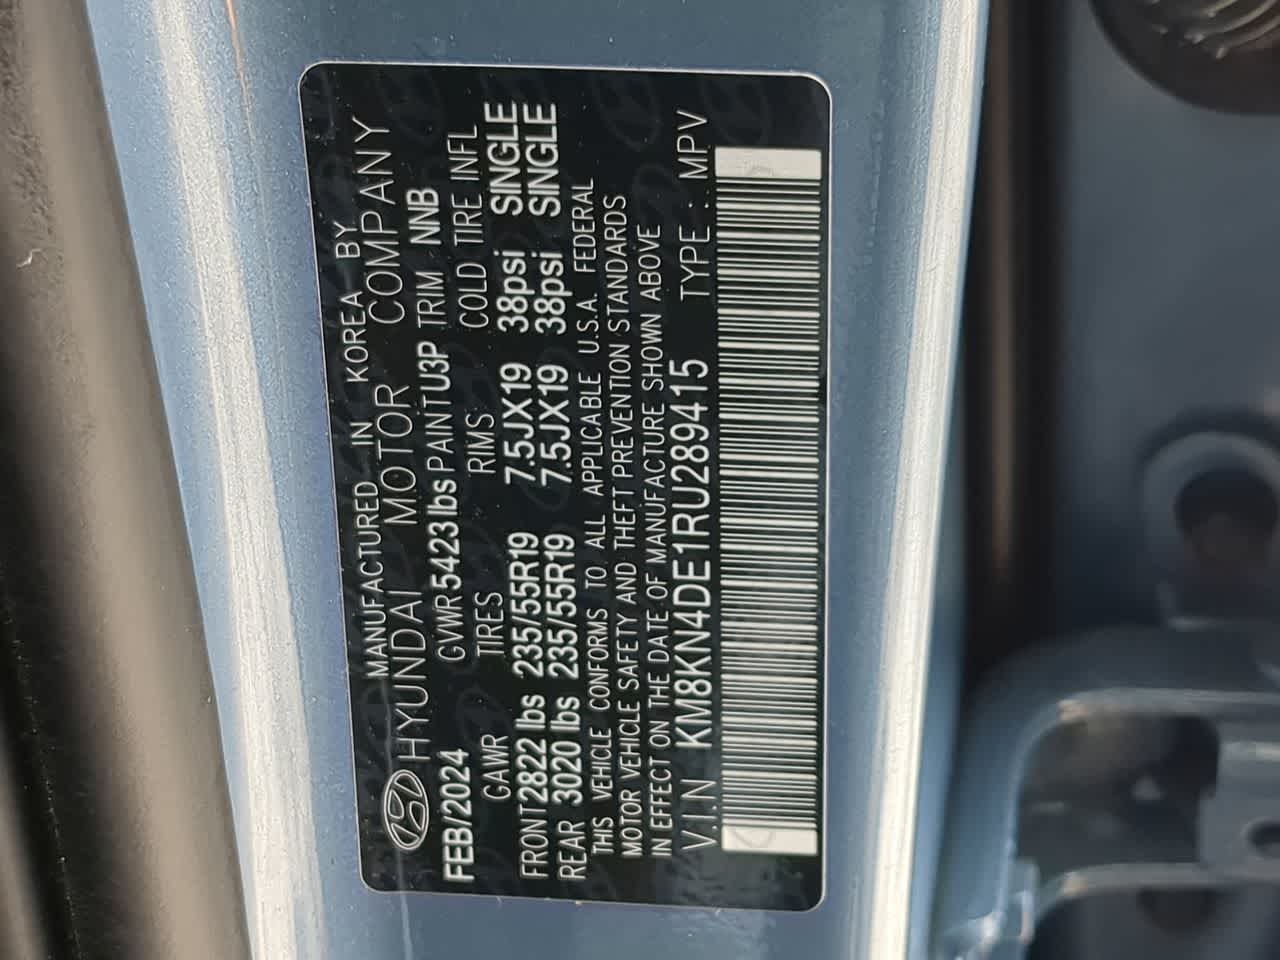 MANUFACTURED IN KOREA BY
HYUNDAI MOTOR COMPANY
FEB/2024 GVWR 5423 lbs PAINT U3P TRIM NNB
GAWR TIRES RIMS COLD TIRE INFL
FRONT 2822 lbs 235/55R19 7.5JX19 38psi SINGLE
REAR 3020 lbs 235/55R19 7.5JX19 38psi SINGLE
THIS VEHICLE CONFORMS TO ALL APPLICABLE U.S.A. FEDERAL
MOTOR VEHICLE SAFETY AND THEFT PREVENTION STANDARDS
IN EFFECT ON THE DATE OF MANUFACTURE SHOWN ABOVE
V.I.N KM8KN4DE1RU289415 TYPE : MPV